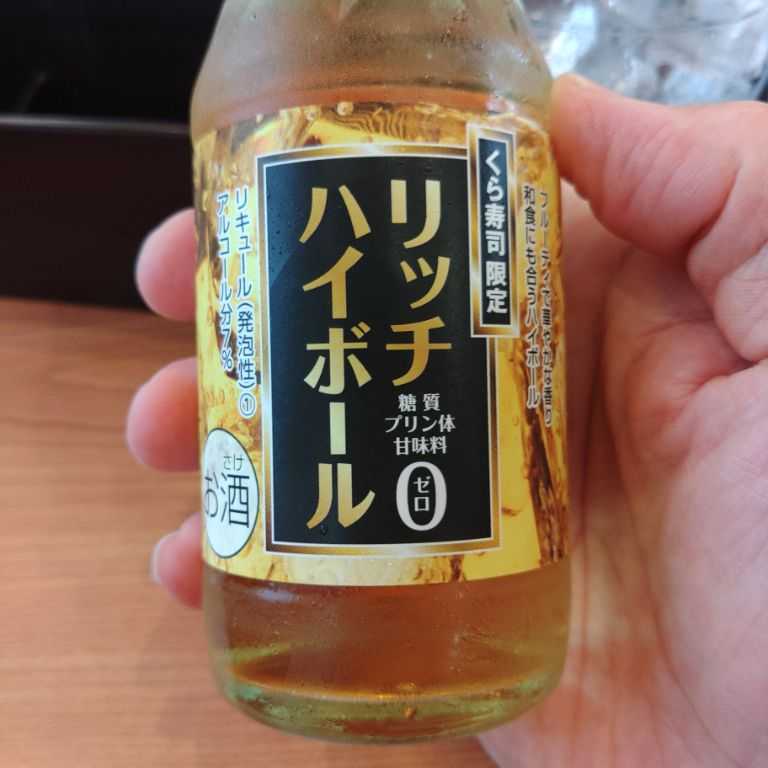 フルーティで華やかな香り
和食にも合うハイボール
くら寿司 限定
リッチ
ハイボール
糖質
プリン体
甘味料
0
ゼロ
リキュール(発泡性)①
アルコール分7%
さけ
お酒